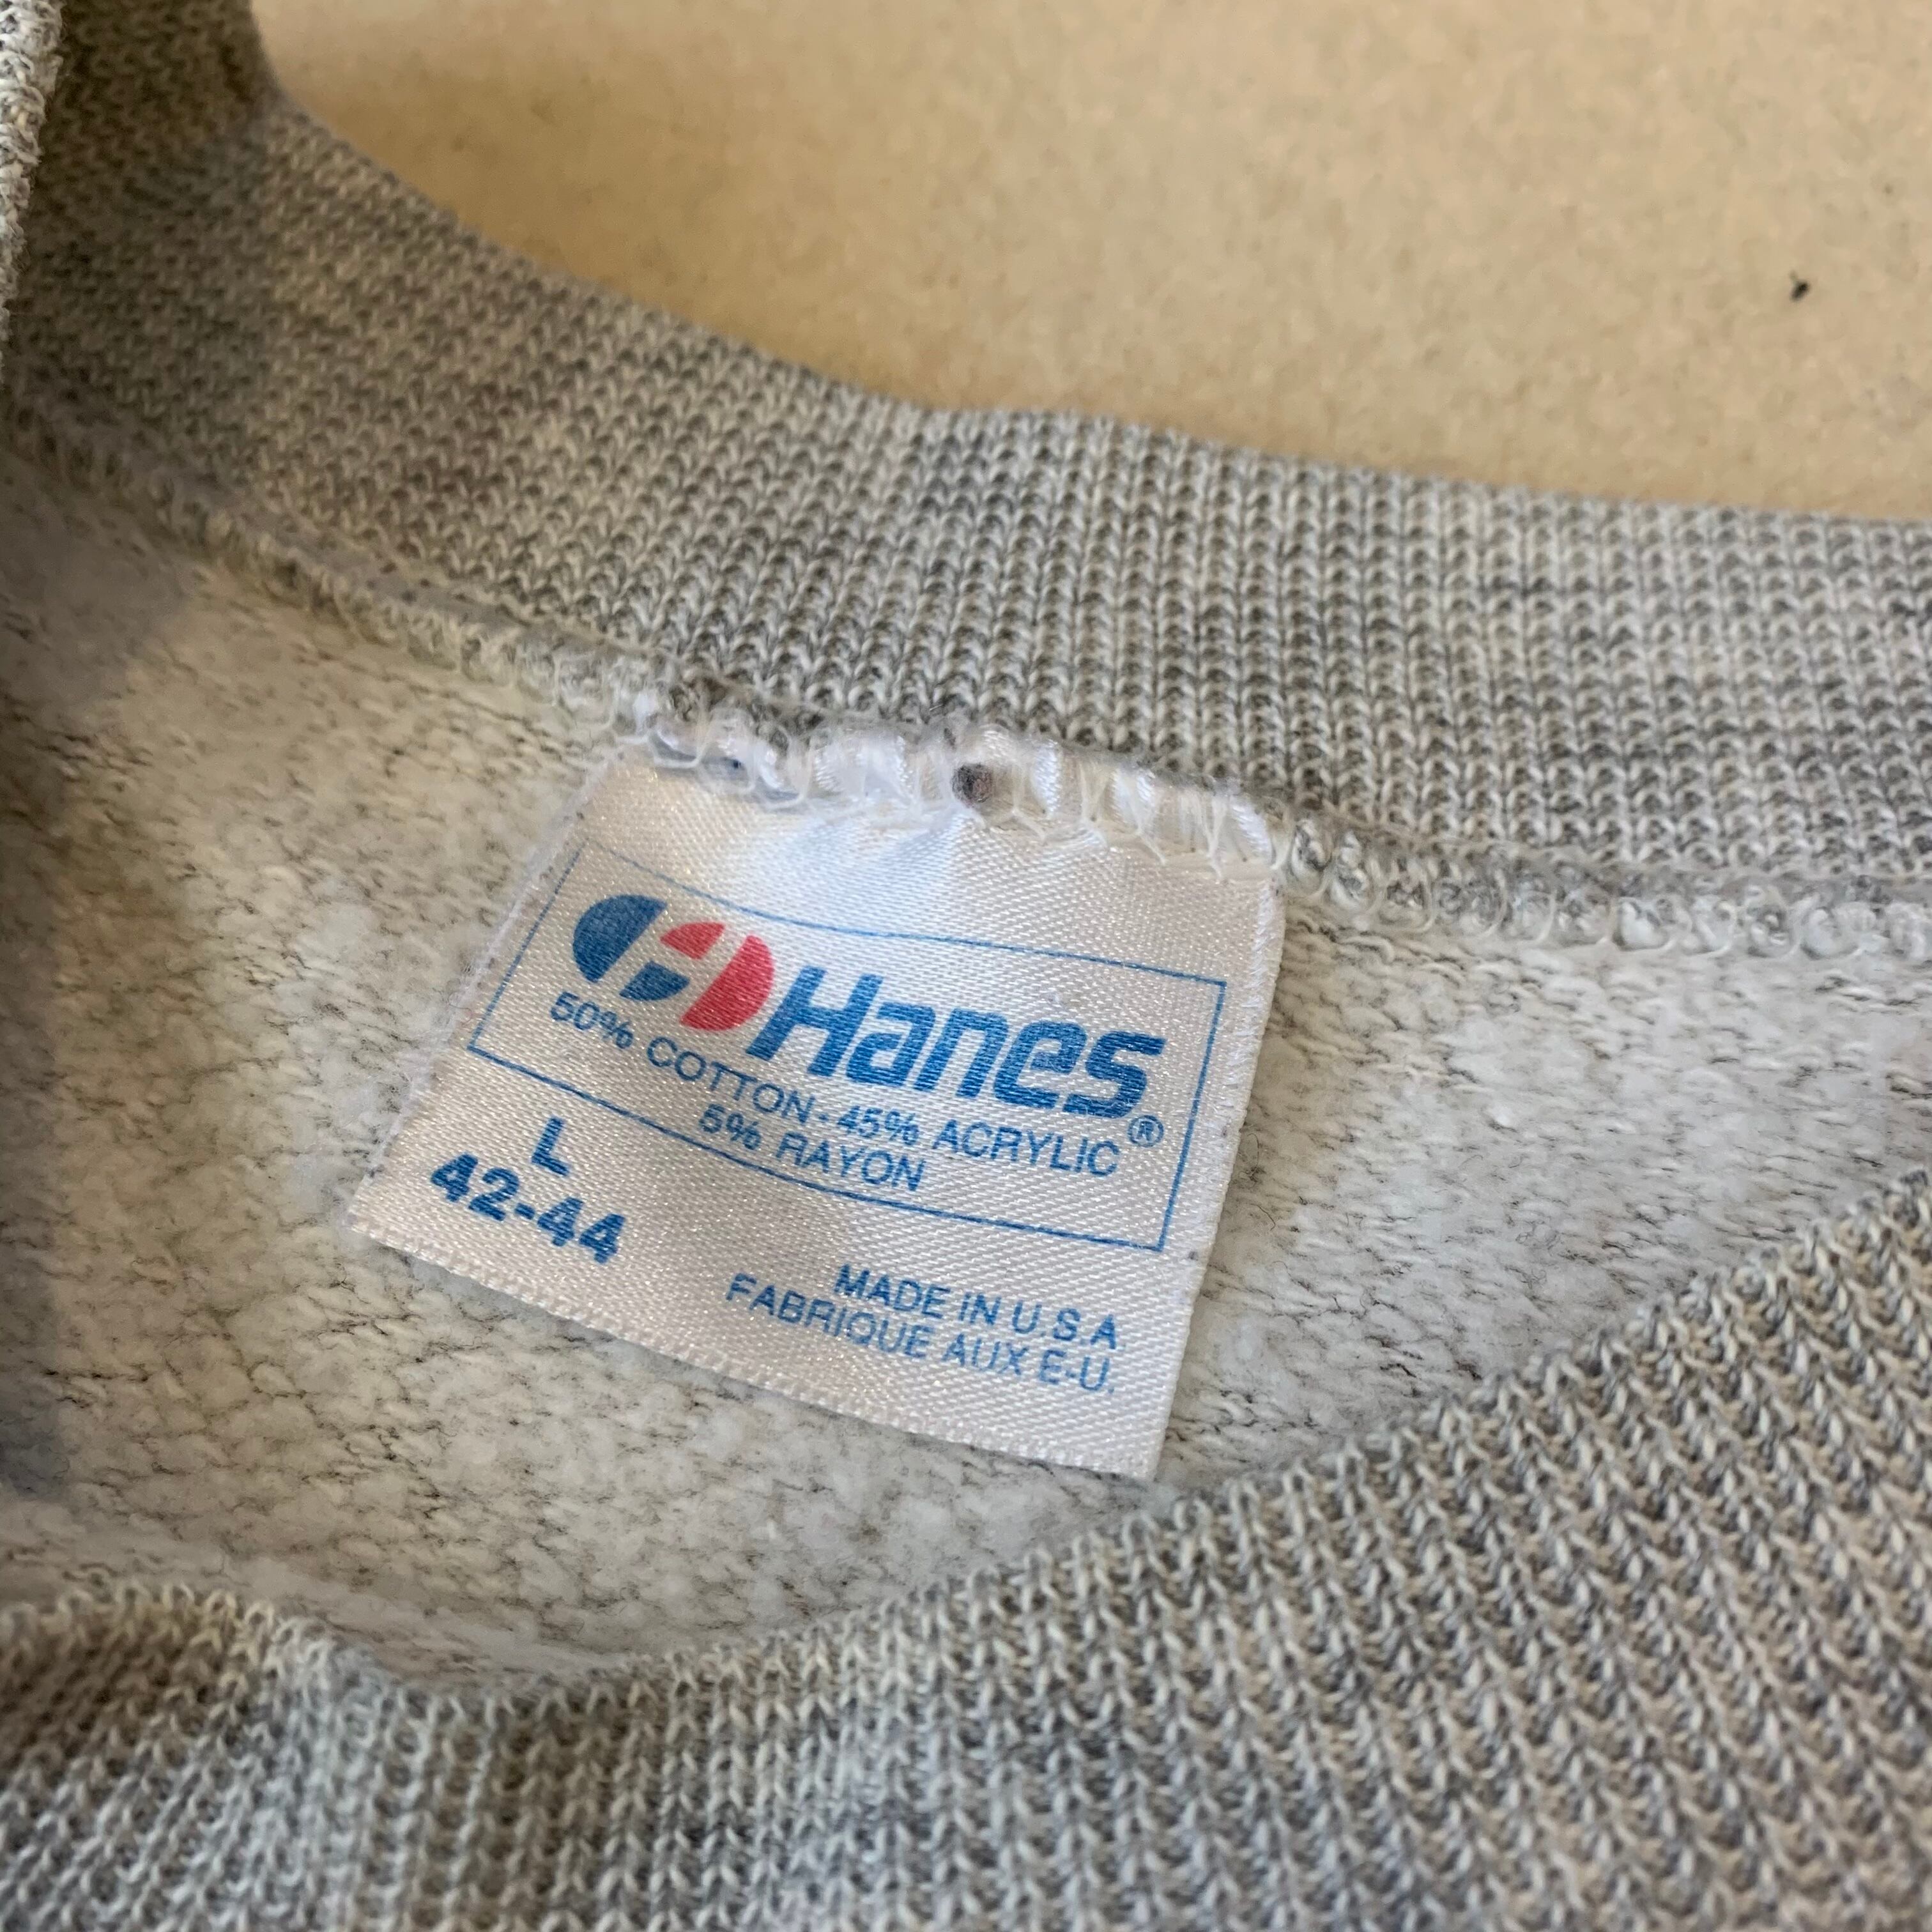 Hanes®
50% COTTON-45% ACRYLIC
5% RAYON
L
42-44
MADE IN U.S.A.
FABRIQUE AUX E-U.